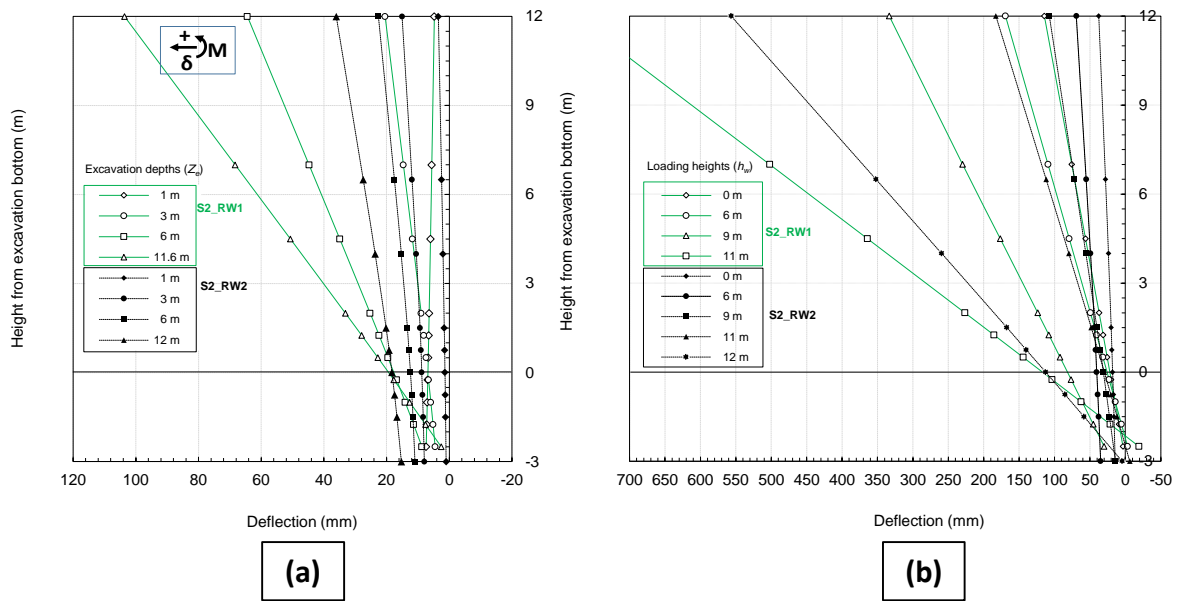 12
9
6
3
0
-3
120
100
80
60
40
20
0
-20
Height from excavation bottom (m)
Deflection (mm)
+
δ
M
Excavation depths (Ze)
1 m
3 m
6 m
11.6 m
S2_RW1
1 m
3 m
6 m
12 m
S2_RW2
(a)
12
9
6
3
0
-3
700
650
600
550
500
450
400
350
300
250
200
150
100
50
0
-50
Height from excavation bottom (m)
Deflection (mm)
Loading heights (hw)
0 m
6 m
9 m
11 m
S2_RW1
0 m
6 m
9 m
11 m
12 m
S2_RW2
(b)